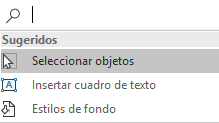 Sugeridos
Seleccionar objetos
Insertar cuadro de texto
Estilos de fondo